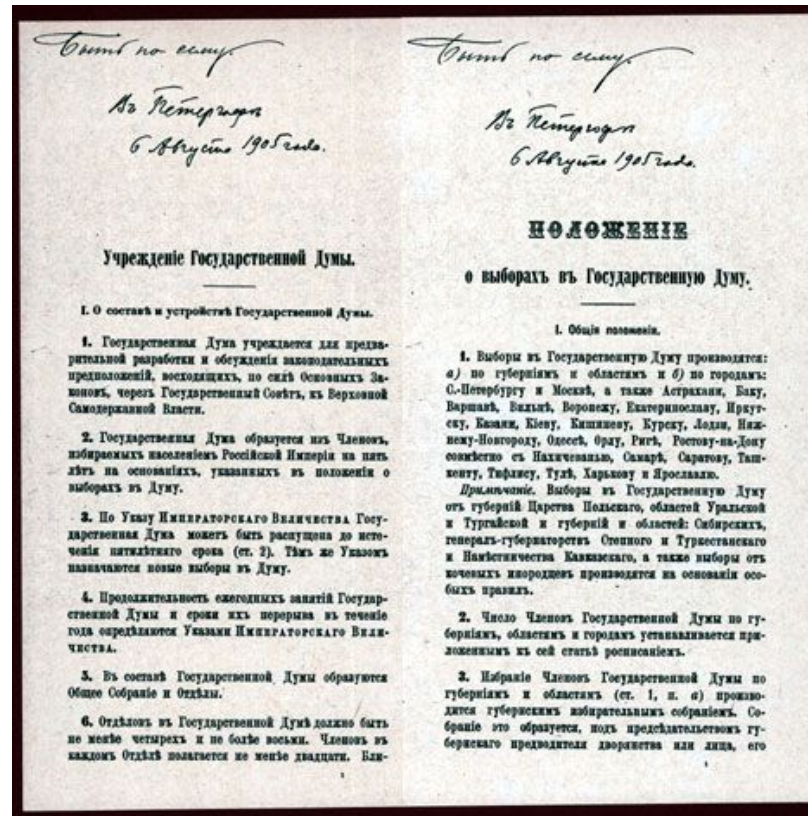 Быть по сему.
Въ Петергофѣ
6 Августа 1905 года.
Учрежденіе Государственной Думы.
I. О составѣ и устройствѣ Государственной Думы.
1. Государственная Дума учреждается для предва-
рительной разработки и обсужденія законодательныхъ
предположеній, восходящихъ, по силѣ Основныхъ За-
коновъ, черезъ Государственный Совѣтъ, къ Верховной
Самодержавной Власти.
2. Государственная Дума образуется изъ Членовъ,
избираемыхъ населеніемъ Россійской Имперіи на пять
лѣтъ на основаніяхъ, указанныхъ въ положеніи о
выборахъ въ Думу.
3. По Указу ИМПЕРАТОРСКАГО ВЕЛИЧЕСТВА Госу-
дарственная Дума можетъ быть распущена до исте-
ченія пятилѣтняго срока (ст. 2). Тѣмъ же Указомъ
назначаются новые выборы въ Думу.
4. Продолжительность ежегодныхъ занятій Государ-
ственной Думы и сроки ихъ перерыва въ теченіе
года опредѣляются Указами ИМПЕРАТОРСКАГО ВЕЛИ-
ЧЕСТВА.
5. Въ составѣ Государственной Думы образуются
Общее Собраніе и Отдѣлы.
6. Отдѣловъ въ Государственной Думѣ должно быть
не менѣе четырехъ и не болѣе восьми. Членовъ въ
каждомъ Отдѣлѣ полагается не менѣе двадцати. Бли-
1
Быть по сему.
Въ Петергофѣ
6 Августа 1905 года.
ПОЛОЖЕНІЕ
о выборахъ въ Государственную Думу.
I. Общія положенія.
1. Выборы въ Государственную Думу производятся:
а) по губерніямъ и областямъ и б) по городамъ:
С.-Петербургу и Москвѣ, а также Астрахани, Баку,
Варшавѣ, Вильнѣ, Воронежу, Екатеринославу, Иркут-
ску, Казани, Кіеву, Кишиневу, Курску, Лодзи, Ниж-
нему-Новгороду, Одессѣ, Орлу, Ригѣ, Ростову-на-Дону
совмѣстно съ Нахичеванью, Самарѣ, Саратову, Таш-
кенту, Тифлису, Тулѣ, Харькову и Ярославлю.
Примѣчаніе. Выборы въ Государственную Думу
отъ губерній Царства Польскаго, областей Уральской
и Тургайской и губерній и областей: Сибирскихъ,
генералъ-губернаторствъ Степного и Туркестанскаго
и Намѣстничества Кавказскаго, а также выборы отъ
кочевыхъ инородцевъ производятся на основаніи осо-
быхъ правилъ.
2. Число Членовъ Государственной Думы по гу-
берніямъ, областямъ и городамъ устанавливается при-
ложеннымъ къ сей статьѣ росписаніемъ.
3. Избраніе Членовъ Государственной Думы по
губерніямъ и областямъ (ст. 1, п. а) произво-
дится губернскимъ избирательнымъ собраніемъ. Со-
браніе это образуется, подъ предсѣдательствомъ гу-
бернскаго предводителя дворянства или лица, его
1